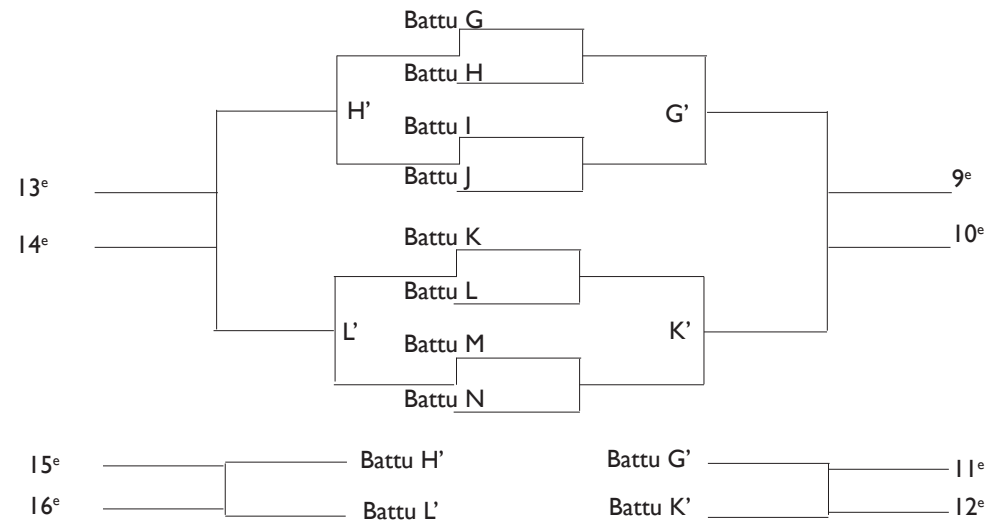 Battu G
Battu H
H’
G’
Battu I
Battu J
13e
9e
14e
10e
Battu K
Battu L
L’
K’
Battu M
Battu N
15e
Battu H’
Battu G’
11e
16e
Battu L’
Battu K’
12e